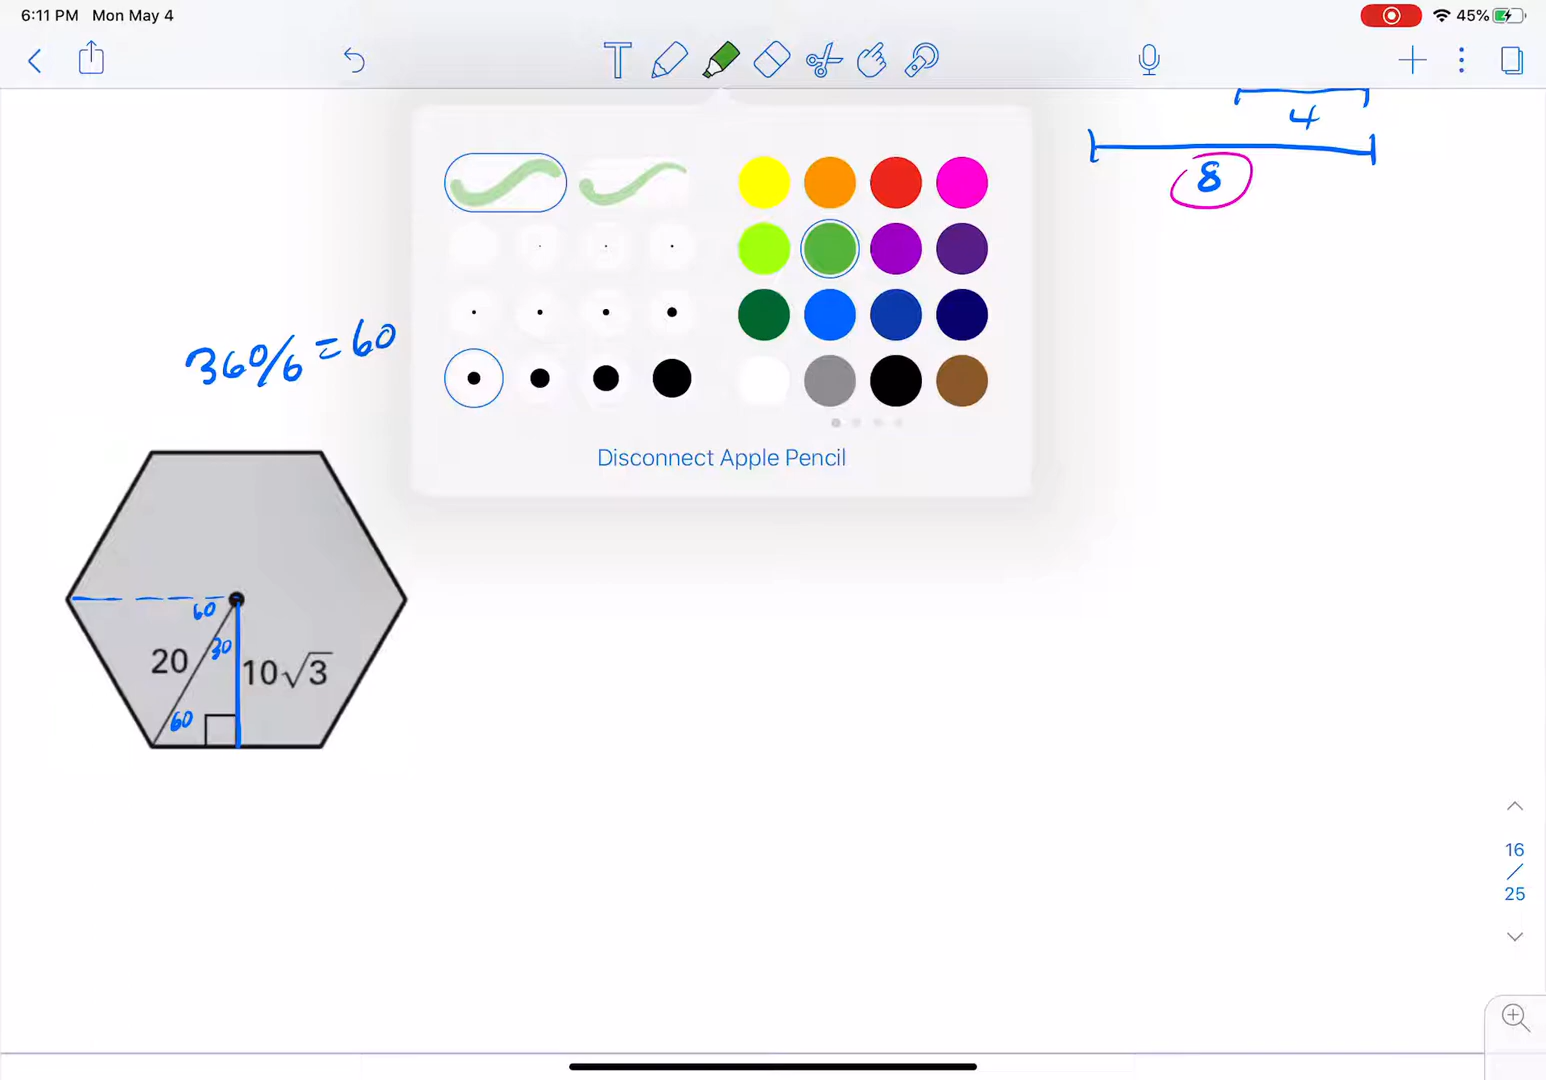 6:11 PM Mon May 4
45%
T
4
8
360/6 = 60
Disconnect Apple Pencil
60
30
20
10√3
60
16
/
25